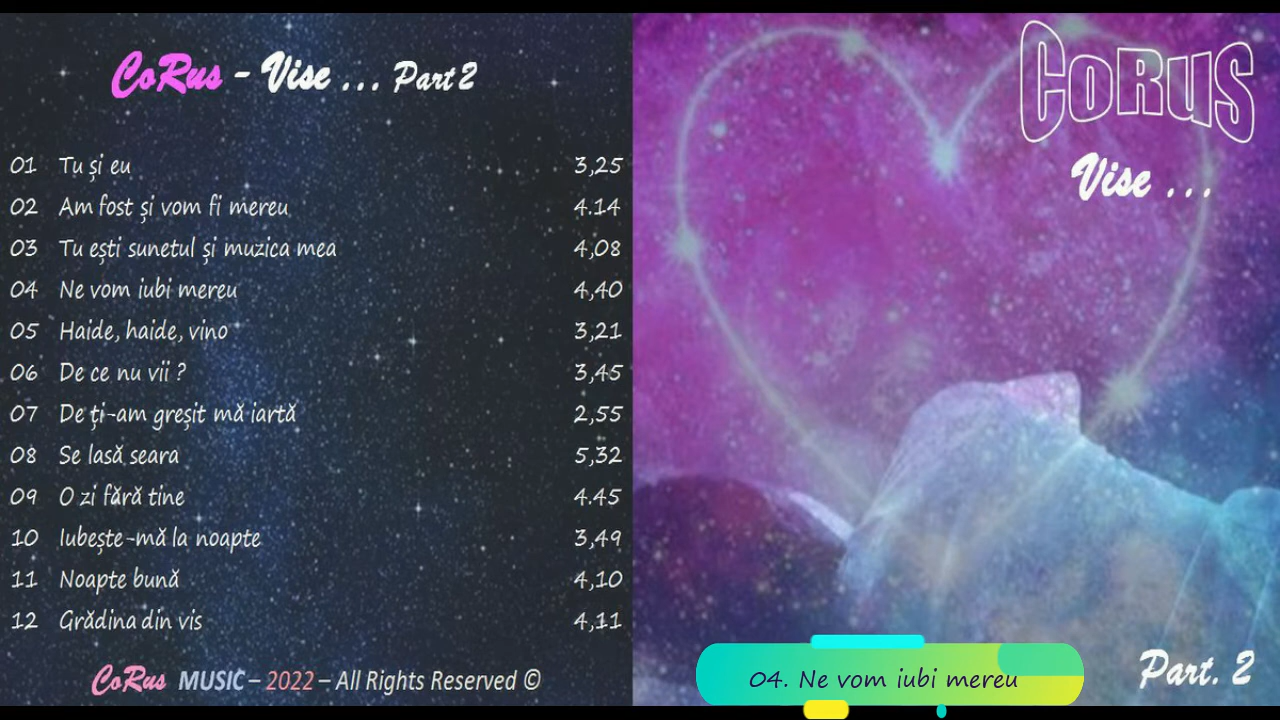 CoRus - Vise ... Part 2
01 Tu și eu 3,25
02 Am fost și vom fi mereu 4.14
03 Tu ești sunetul și muzica mea 4,08
04 Ne vom iubi mereu 4,40
05 Haide, haide, vino 3,21
06 De ce nu vii ? 3,45
07 De ți-am greșit mă iartă 2,55
08 Se lasă seara 5,32
09 O zi fără tine 4.45
10 Iubește-mă la noapte 3,49
11 Noapte bună 4,10
12 Grădina din vis 4,11
CoRus MUSIC – 2022 – All Rights Reserved ©
CoRus
Vise ...
04. Ne vom iubi mereu
Part. 2